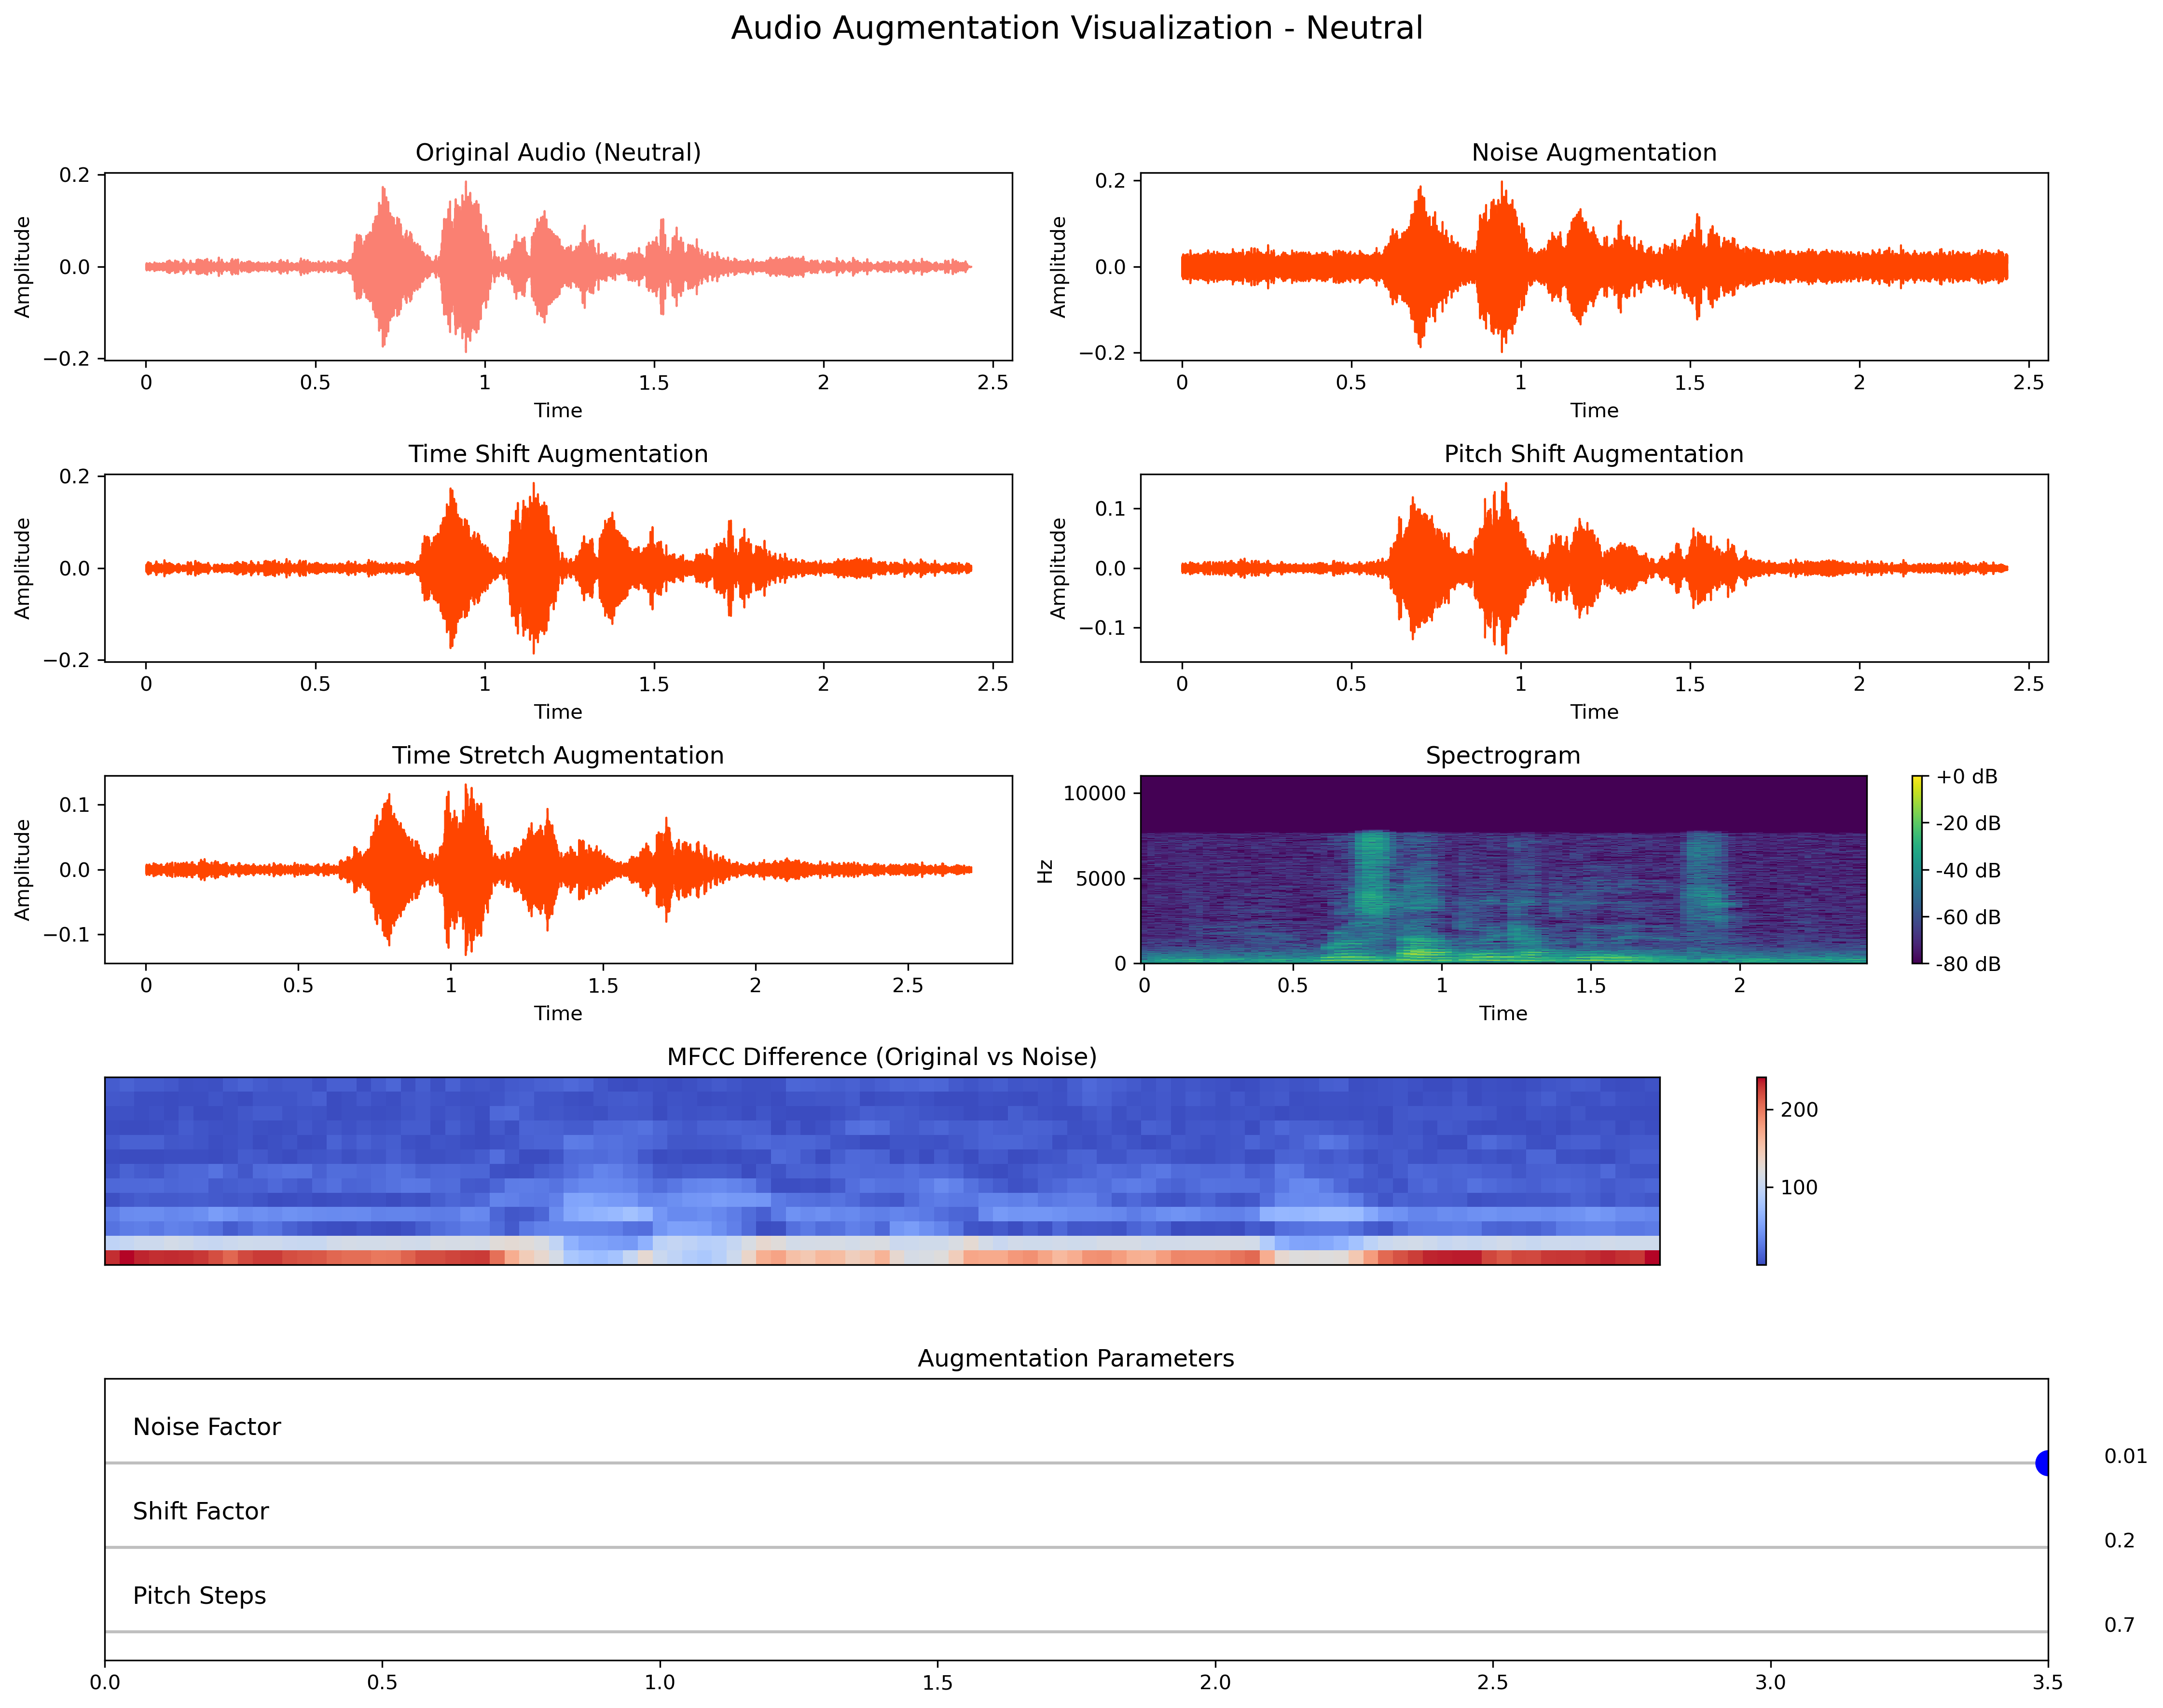 Audio Augmentation Visualization - Neutral
Original Audio (Neutral)
Amplitude
0.2
0.0
−0.2
0 0.5 1 1.5 2 2.5
Time
Noise Augmentation
Amplitude
0.2
0.0
−0.2
0 0.5 1 1.5 2 2.5
Time
Time Shift Augmentation
Amplitude
0.2
0.0
−0.2
0 0.5 1 1.5 2 2.5
Time
Pitch Shift Augmentation
Amplitude
0.1
0.0
−0.1
0 0.5 1 1.5 2 2.5
Time
Time Stretch Augmentation
Amplitude
0.1
0.0
−0.1
0 0.5 1 1.5 2 2.5
Time
Spectrogram
Hz
10000
5000
0
0 0.5 1 1.5 2
Time
+0 dB
-20 dB
-40 dB
-60 dB
-80 dB
MFCC Difference (Original vs Noise)
200
100
Augmentation Parameters
Noise Factor
0.01
Shift Factor
0.2
Pitch Steps
0.7
0.0 0.5 1.0 1.5 2.0 2.5 3.0 3.5